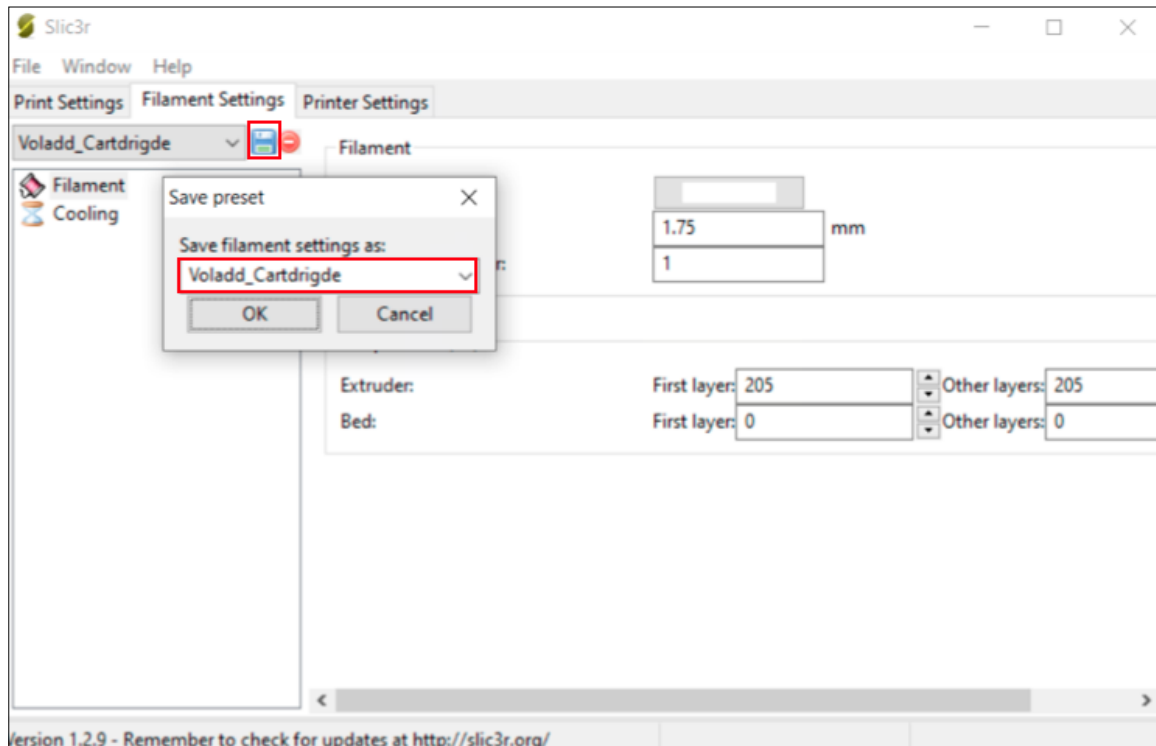 Slic3r
File Window Help
Print Settings Filament Settings Printer Settings
Voladd_Cartdrigde
Filament
Filament
Cooling
Save preset
Save filament settings as:
Voladd_Cartdrigde
OK Cancel
1.75 mm
r: 1
Extruder: First layer: 205 Other layers: 205
Bed: First layer: 0 Other layers: 0
Version 1.2.9 - Remember to check for updates at http://slic3r.org/